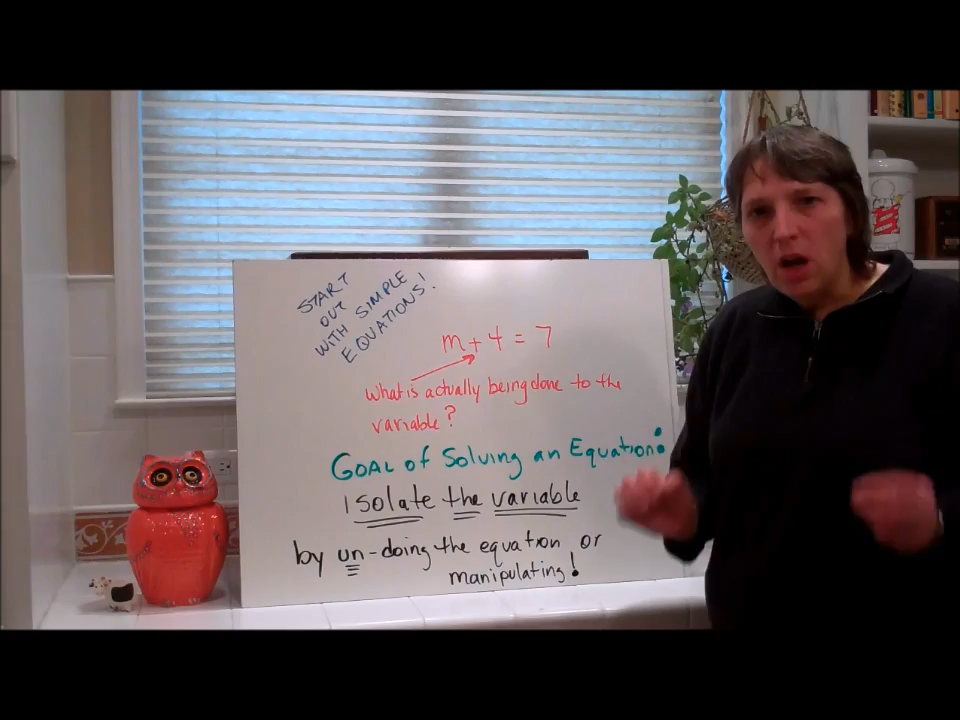 START
OUT
WITH SIMPLE
EQUATIONS!
m + 4 = 7
What is actually being done to the
variable?
GOAL of Solving an Equation:
Isolate the variable
by un-doing the equation or
manipulating!